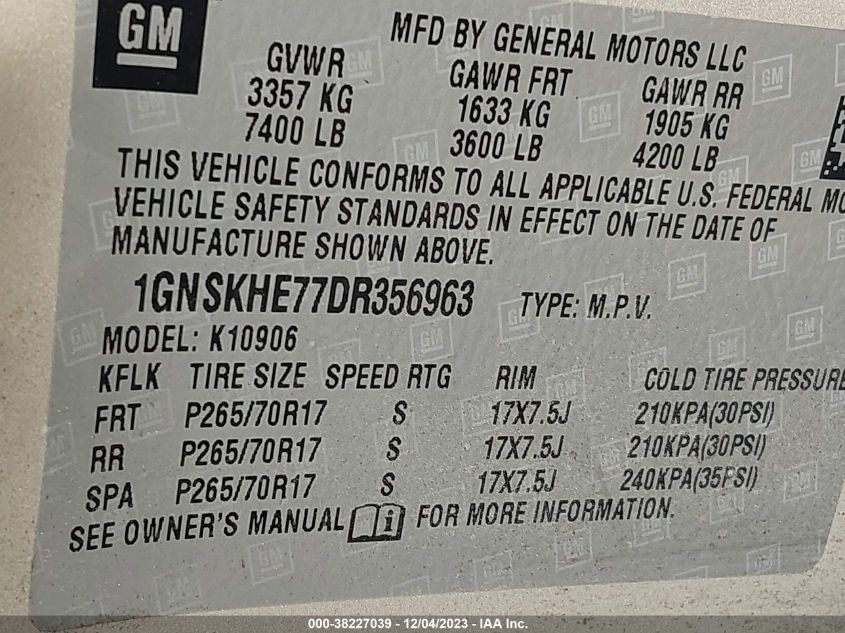 GM
MFD BY GENERAL MOTORS LLC
GVWR GAWR FRT GAWR RR
3357 KG 1633 KG 1905 KG
7400 LB 3600 LB 4200 LB
THIS VEHICLE CONFORMS TO ALL APPLICABLE U.S. FEDERAL
VEHICLE SAFETY STANDARDS IN EFFECT ON THE DATE OF
MANUFACTURE SHOWN ABOVE.
1GNSKHE77DR356963 TYPE: M.P.V.
MODEL: K10906
KFLK TIRE SIZE SPEED RTG RIM COLD TIRE PRESSURE
FRT P265/70R17 S 17X7.5J 210KPA(30PSI)
RR P265/70R17 S 17X7.5J 210KPA(30PSI)
SPA P265/70R17 S 17X7.5J 240KPA(35PSI)
SEE OWNER'S MANUAL i FOR MORE INFORMATION.
000-38227039 - 12/04/2023 - IAA Inc.